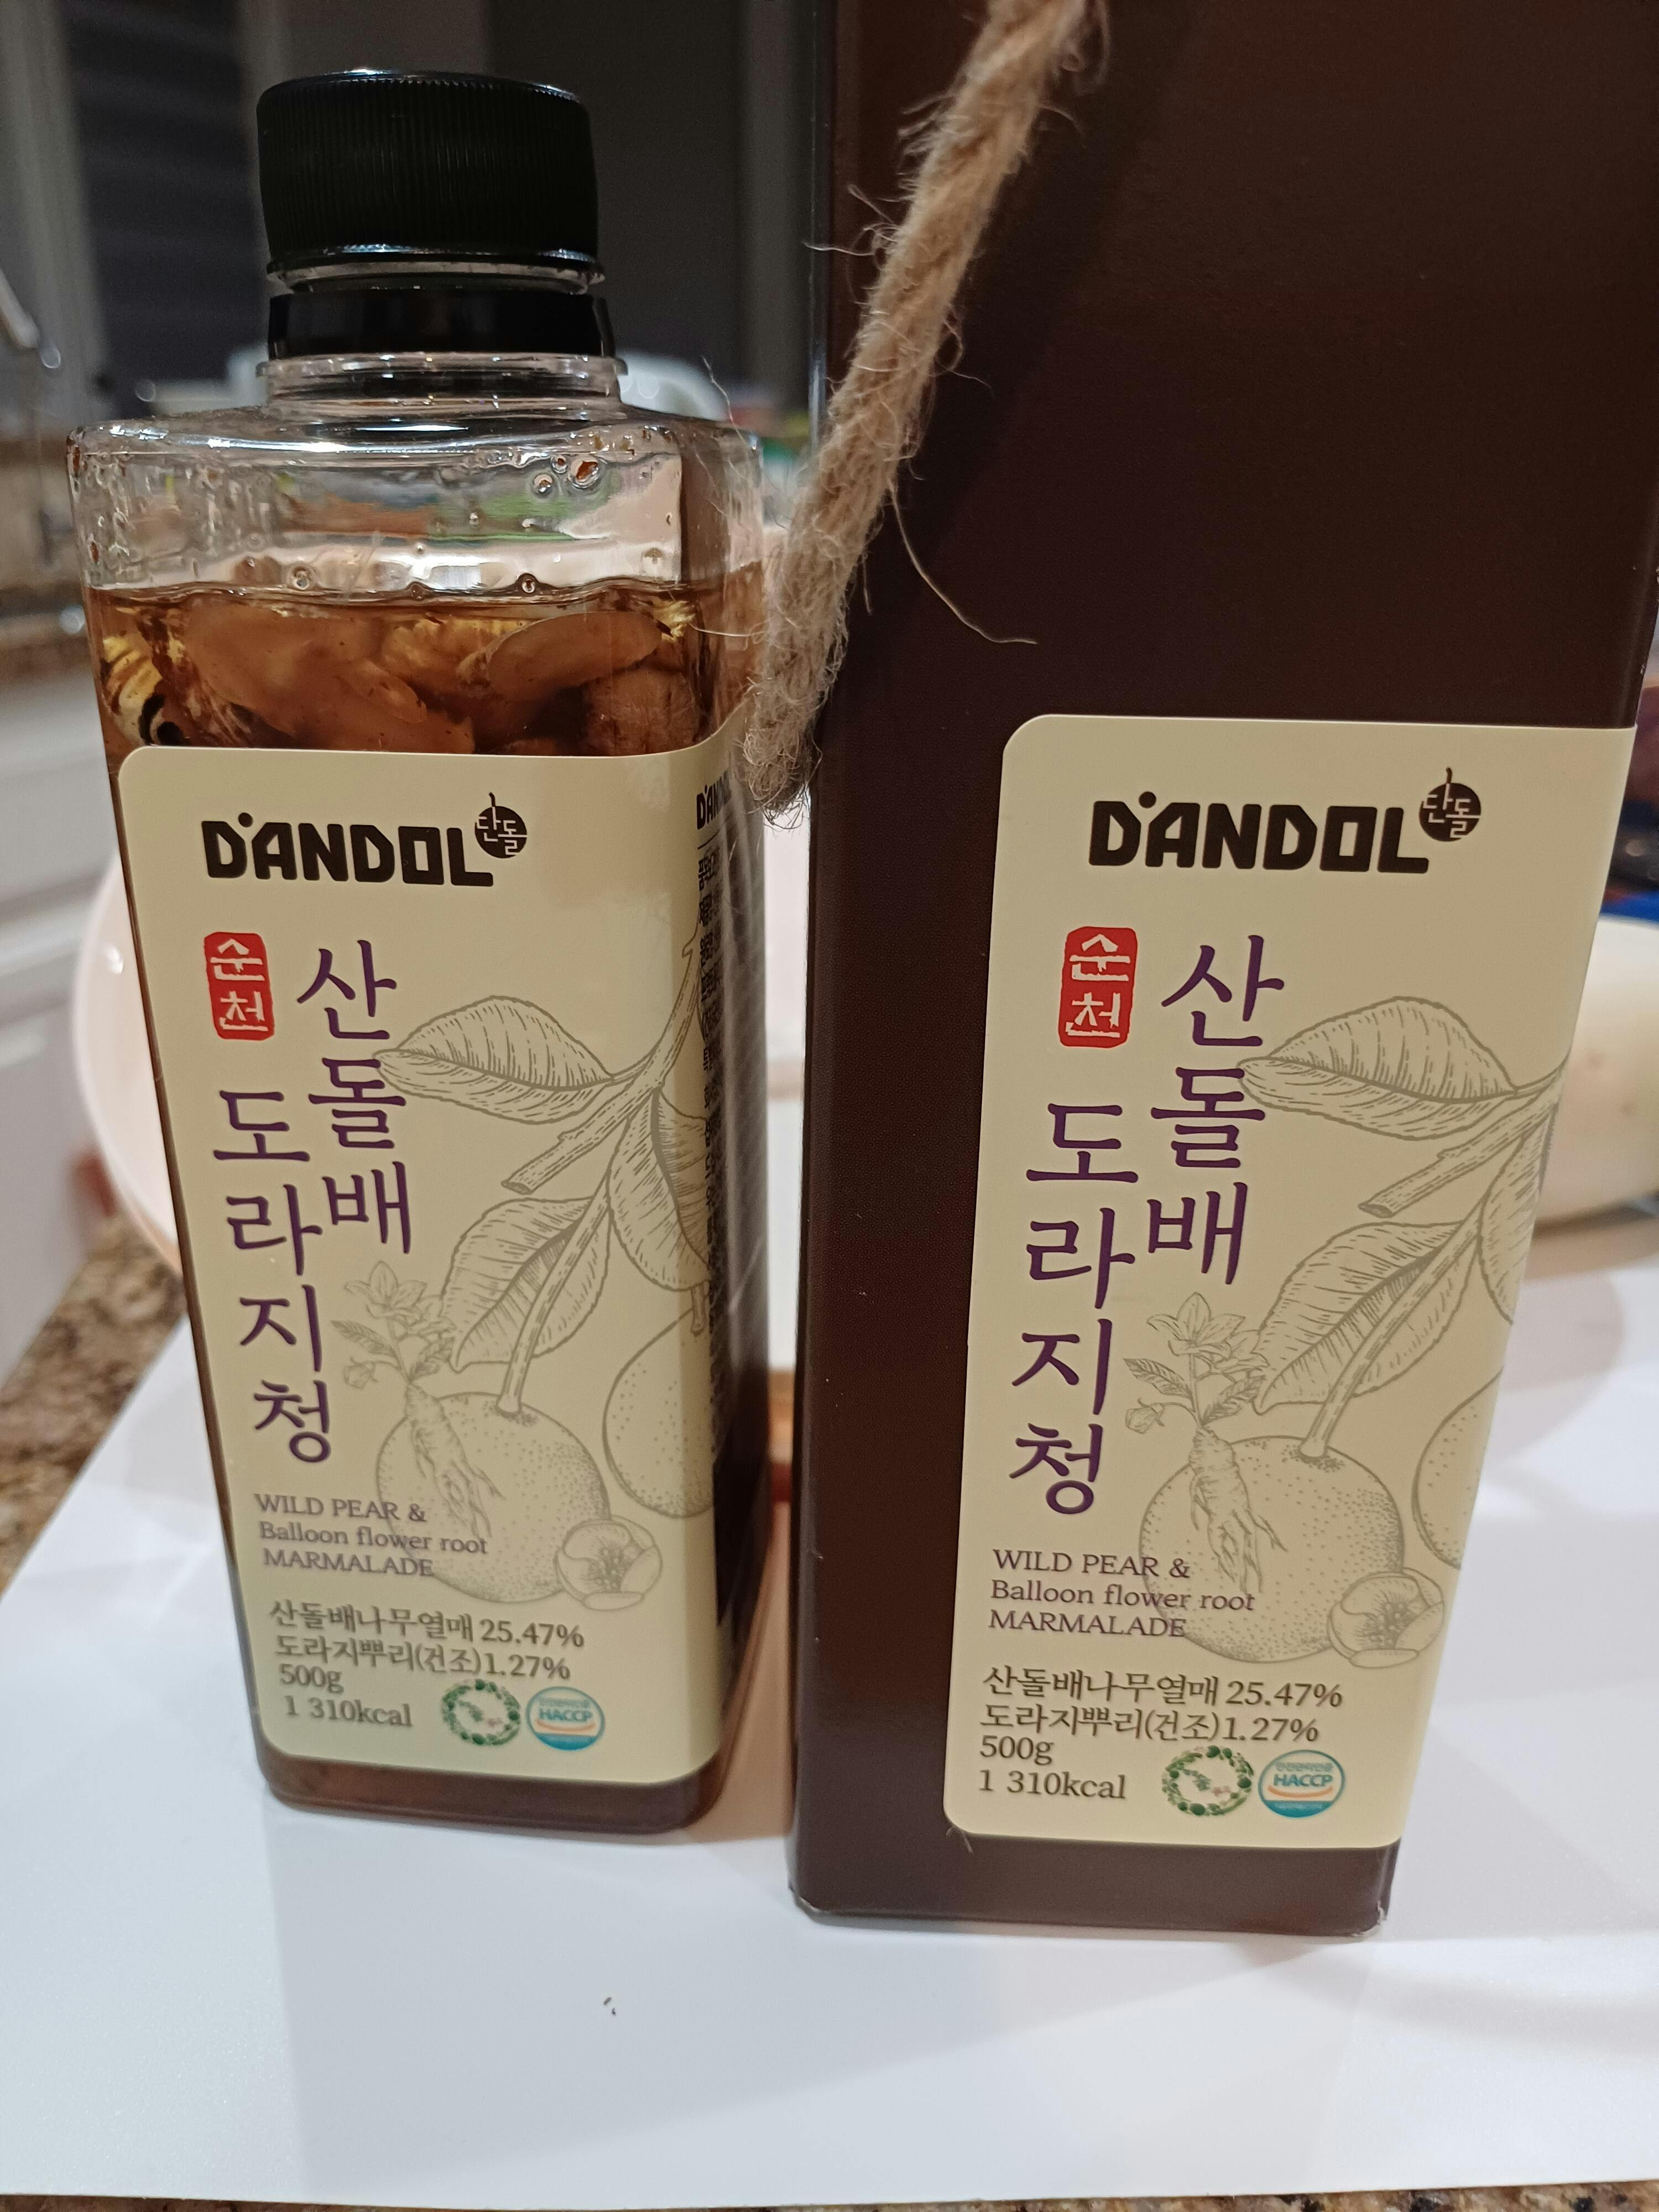 D'ANDOL
단돌
순천
산돌배
도라지청
WILD PEAR &
Balloon flower root
MARMALADE
산돌배나무열매 25.47%
도라지뿌리(건조)1.27%
500g
1 310kcal
HACCP
D'ANDOL
단돌
순천
산돌배
도라지청
WILD PEAR &
Balloon flower root
MARMALADE
산돌배나무열매 25.47%
도라지뿌리(건조)1.27%
500g
1 310kcal
HACCP